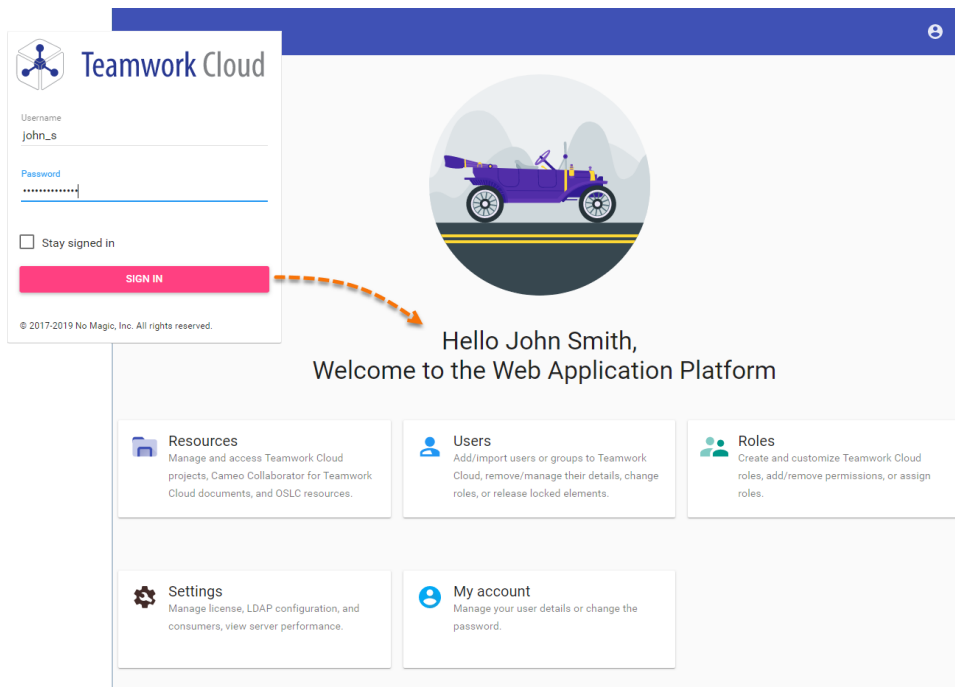 Teamwork Cloud
Username
john_s
Password
••••••••••••••
Stay signed in
SIGN IN
© 2017-2019 No Magic, Inc. All rights reserved.
Hello John Smith,
Welcome to the Web Application Platform
Resources
Manage and access Teamwork Cloud
projects, Cameo Collaborator for Teamwork
Cloud documents, and OSLC resources.
Users
Add/import users or groups to Teamwork
Cloud, remove/manage their details, change
roles, or release locked elements.
Roles
Create and customize Teamwork Cloud
roles, add/remove permissions, or assign
roles.
Settings
Manage license, LDAP configuration, and
consumers, view server performance.
My account
Manage your user details or change the
password.